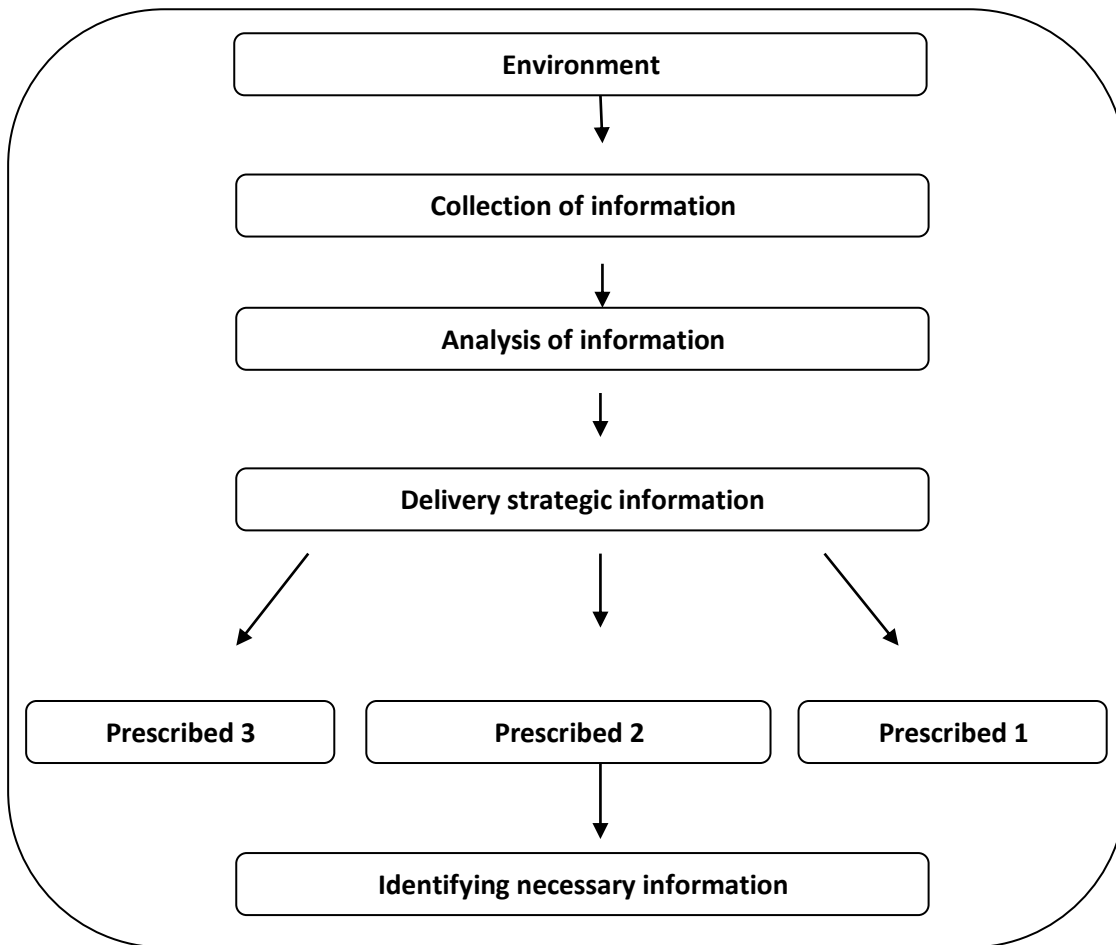 Environment
Collection of information
Analysis of information
Delivery strategic information
Prescribed 3
Prescribed 2
Prescribed 1
Identifying necessary information